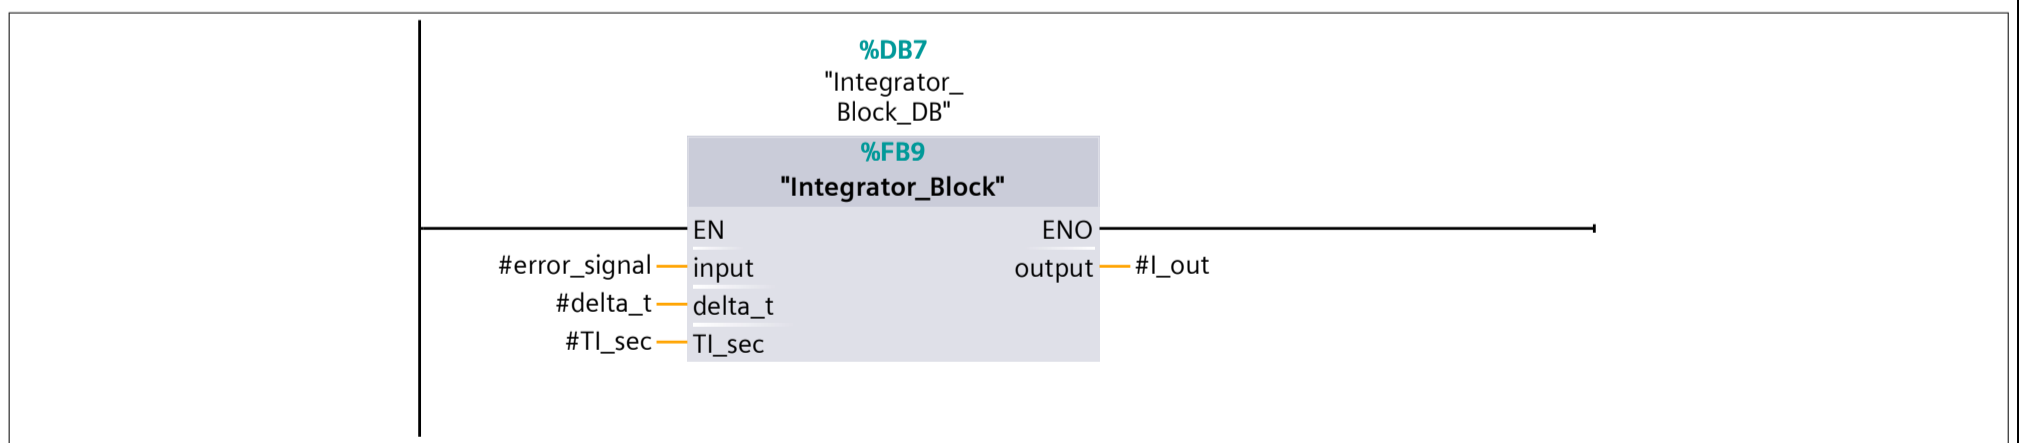 %DB7
"Integrator_
Block_DB"
%FB9
"Integrator_Block"
EN ENO
#error_signal input output #I_out
#delta_t delta_t
#TI_sec TI_sec